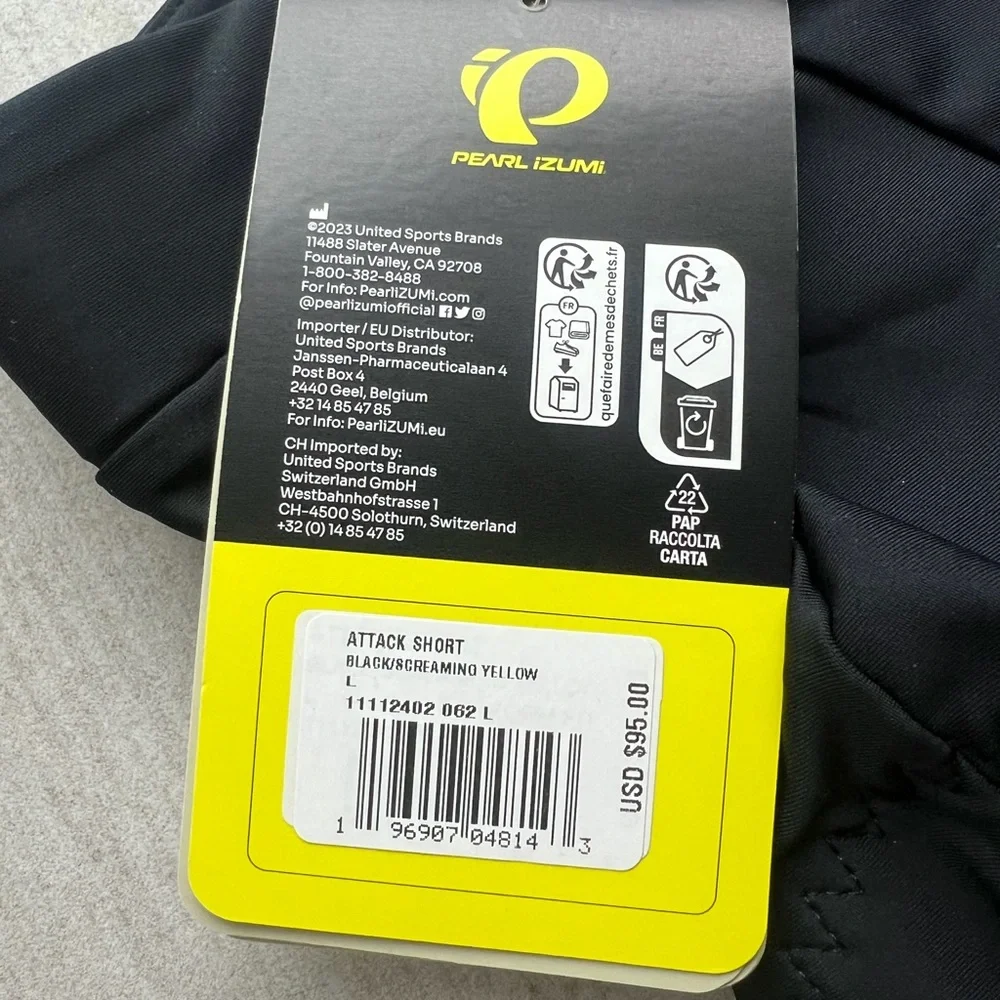 PEARL iZUMi
©2023 United Sports Brands
11488 Slater Avenue
Fountain Valley, CA 92708
1-800-382-8488
For Info: PearliZUMi.com
@pearlizumiofficial
Importer / EU Distributor:
United Sports Brands
Janssen-Pharmaceuticalaan 4
Post Box 4
2440 Geel, Belgium
+32 14 85 47 85
For Info: PearliZUMi.eu
CH Imported by:
United Sports Brands
Switzerland GmbH
Westbahnhofstrasse 1
CH-4500 Solothurn, Switzerland
+32 (0) 14 85 47 85
FR
quefairedemesdechets.fr
BE FR
22
PAP
RACCOLTA
CARTA
ATTACK SHORT
BLACK/SCREAMING YELLOW
L
11112402 062 L
1 96907 04814 3
USD $95.00